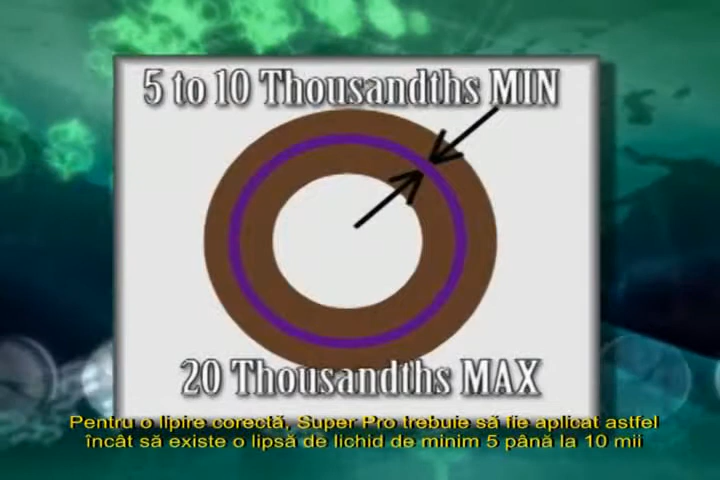 5 to 10 Thousandths MIN
20 Thousandths MAX
Pentru o lipire corectă, Super Pro trebuie să fie aplicat astfel
încât să existe o lipsă de lichid de minim 5 până la 10 mii